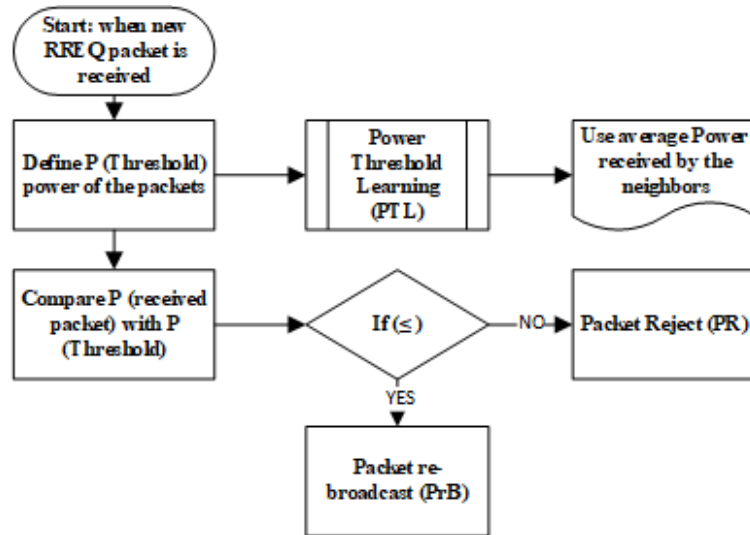 Start: when new
RREQ packet is
received
Define P (Threshold)
power of the packets
Power
Threshold
Learning
(PTL)
Use average Power
received by the
neighbors
Compare P (received
packet) with P
(Threshold)
If (≤ )
NO
Packet Reject (PR)
YES
Packet re-
broadcast (PrB)